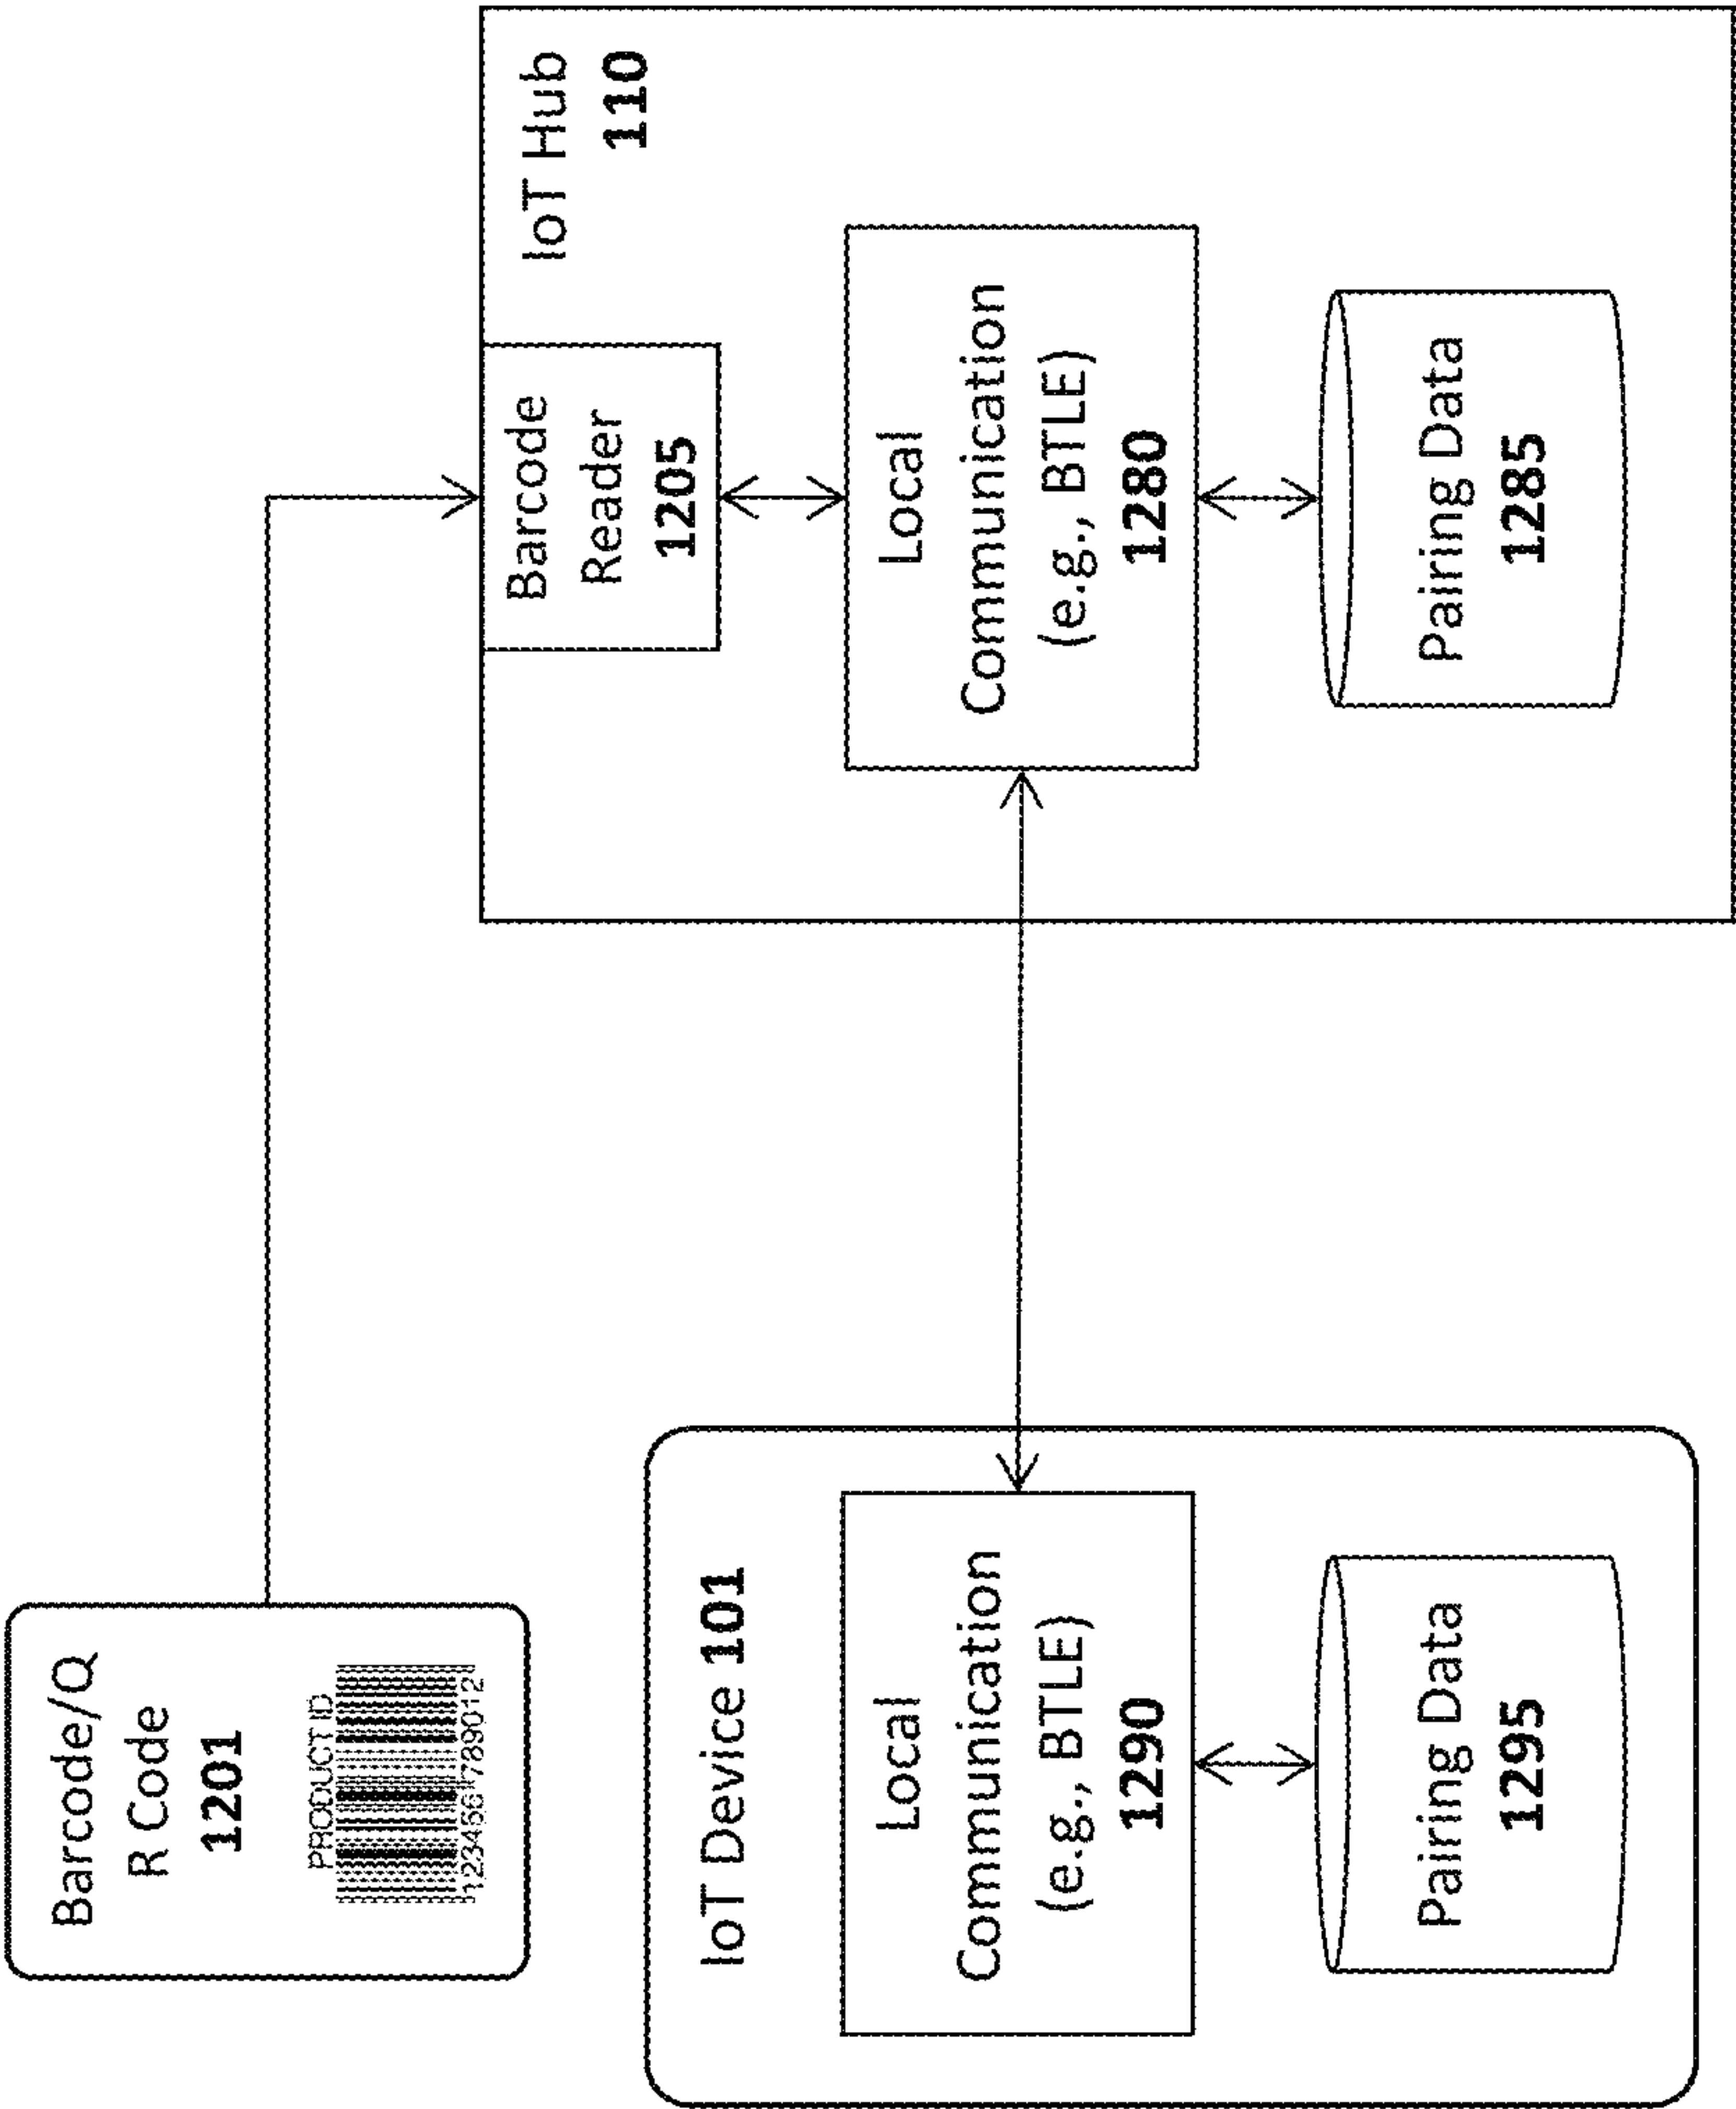 Barcode/Q
R Code
1201
PRODUCT ID
123456789012
IoT Hub
110
Barcode
Reader
1205
Local
Communication
(e.g., BTLE)
1280
Pairing Data
1285
IoT Device 101
Local
Communication
(e.g., BTLE)
1290
Pairing Data
1295